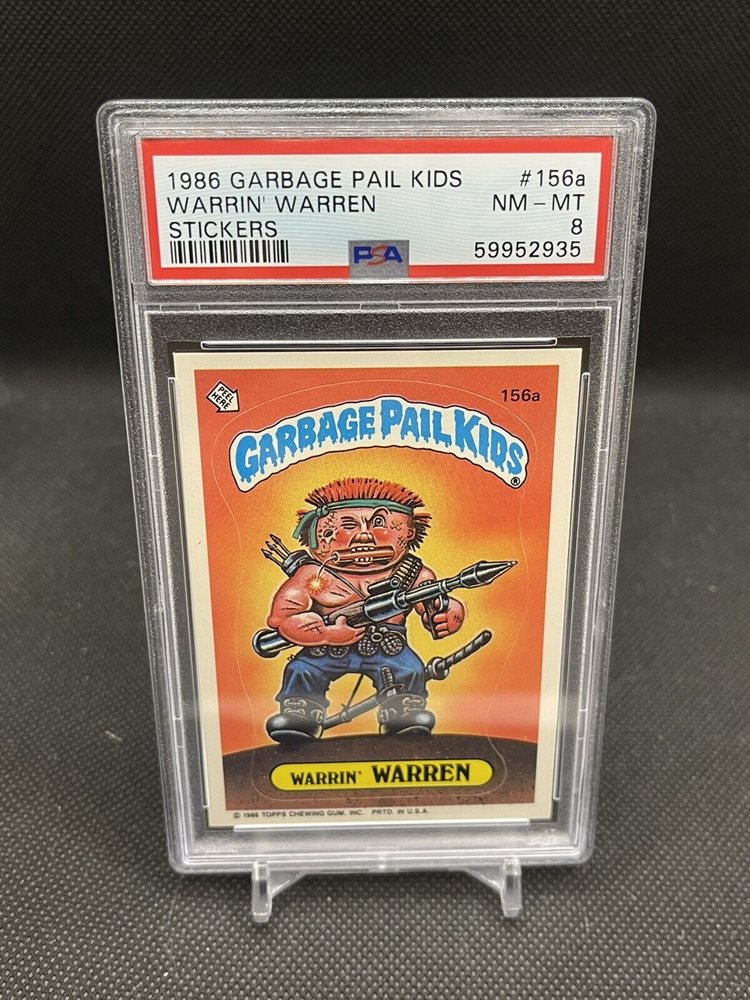 1986 GARBAGE PAIL KIDS #156a
WARRIN' WARREN NM - MT
STICKERS 8
PSA 59952935
PEEL HERE
156a
GARBAGE PAIL KIDS®
WARRIN' WARREN
© 1986 TOPPS CHEWING GUM, INC. PRTD. IN U.S.A.